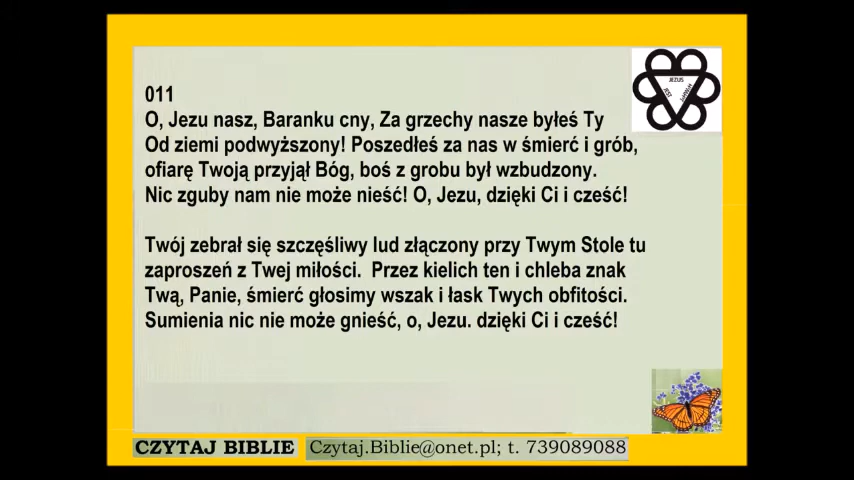 011
O, Jezu nasz, Baranku cny, Za grzechy nasze byłeś Ty
Od ziemi podwyższony! Poszedłeś za nas w śmierć i grób,
ofiarę Twoją przyjął Bóg, boś z grobu był wzbudzony.
Nic zguby nam nie może nieść! O, Jezu, dzięki Ci i cześć!
Twój zebrał się szczęśliwy lud złączony przy Twym Stole tu
zaproszeń z Twej miłości. Przez kielich ten i chleba znak
Twą, Panie, śmierć głosimy wszak i łask Twych obfitości.
Sumienia nic nie może gnieść, o, Jezu. dzięki Ci i cześć!
JEZUS
JEST
PANEM
CZYTAJ BIBLIE
Czytaj.Biblie@onet.pl; t. 739089088